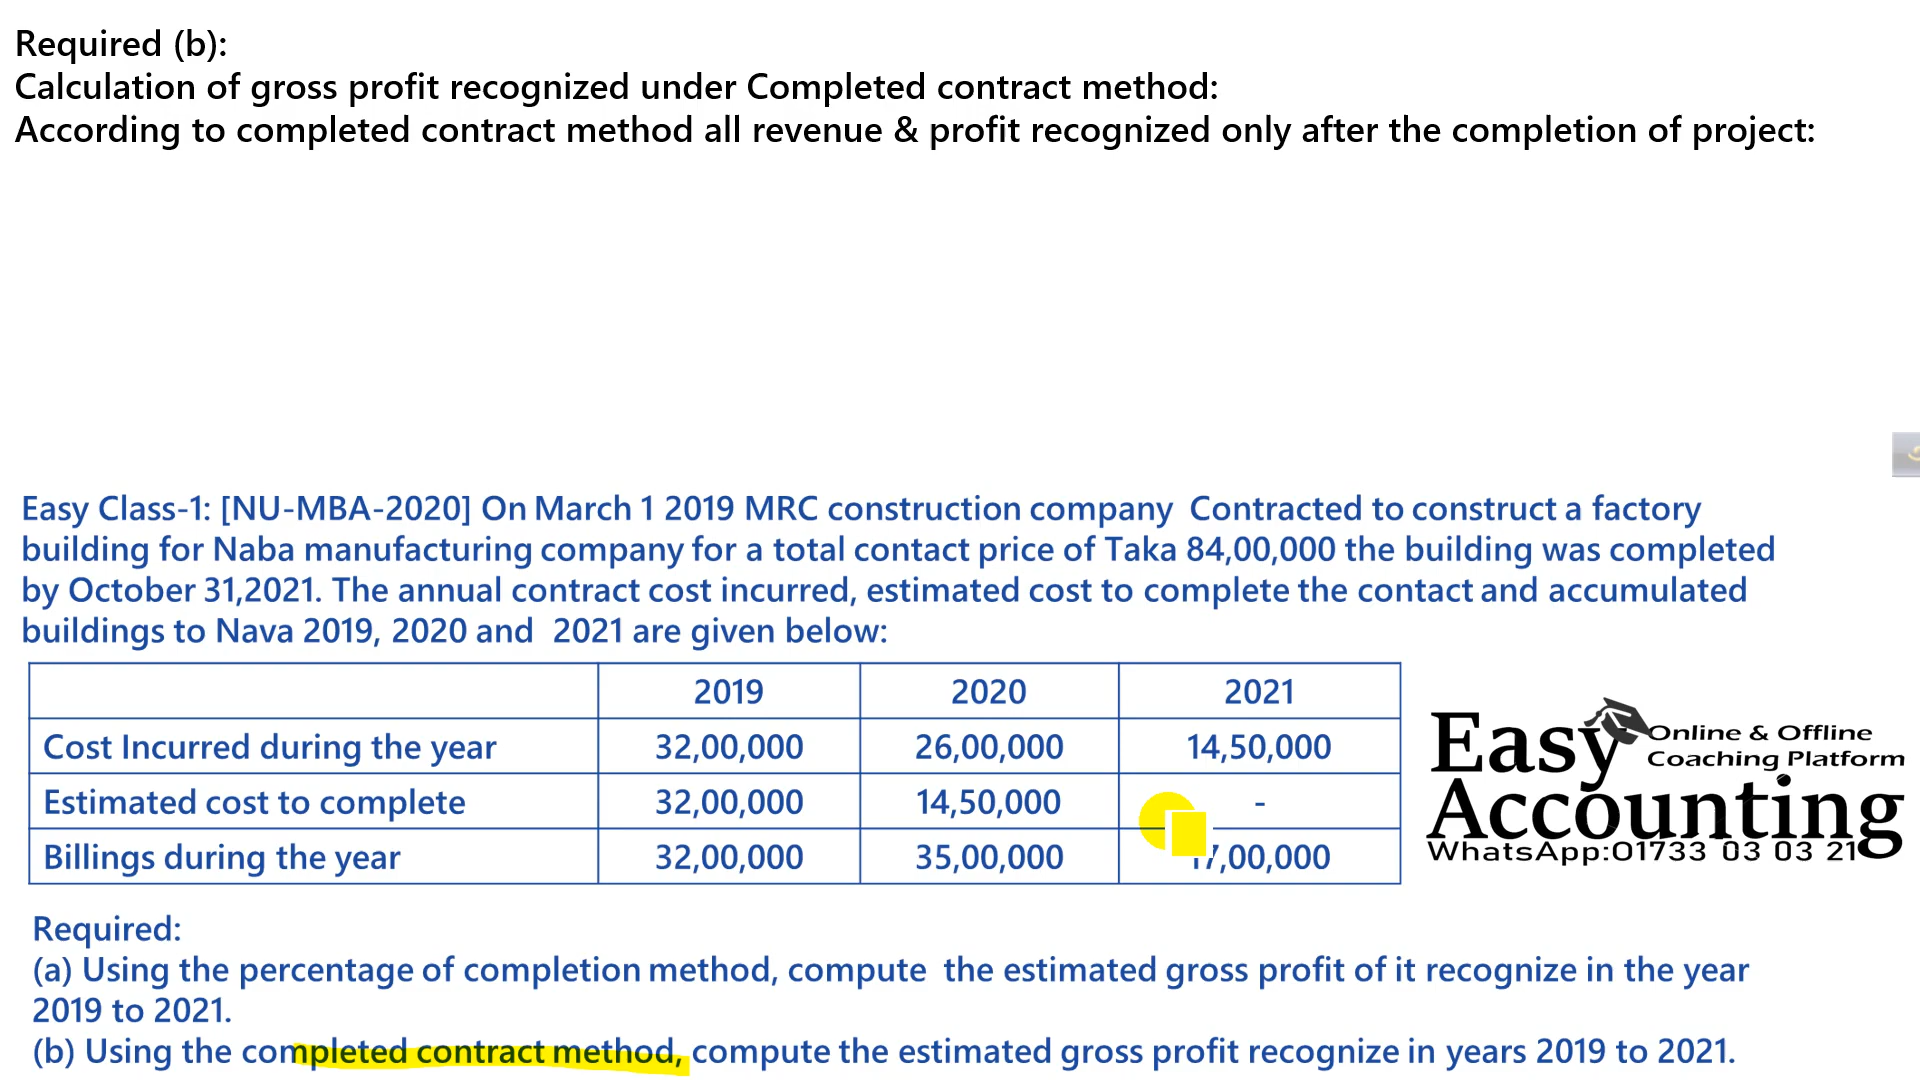 Required (b):
Calculation of gross profit recognized under Completed contract method:
According to completed contract method all revenue & profit recognized only after the completion of project:
Easy Class-1: [NU-MBA-2020] On March 1 2019 MRC construction company Contracted to construct a factory
building for Naba manufacturing company for a total contact price of Taka 84,00,000 the building was completed
by October 31,2021. The annual contract cost incurred, estimated cost to complete the contact and accumulated
buildings to Nava 2019, 2020 and 2021 are given below:
2019 2020 2021
Cost Incurred during the year 32,00,000 26,00,000 14,50,000
Estimated cost to complete 32,00,000 14,50,000 -
Billings during the year 32,00,000 35,00,000 17,00,000
Easy Online & Offline
Coaching Platform
Accounting
WhatsApp:01733 03 03 21
Required:
(a) Using the percentage of completion method, compute the estimated gross profit of it recognize in the year
2019 to 2021.
(b) Using the completed contract method, compute the estimated gross profit recognize in years 2019 to 2021.